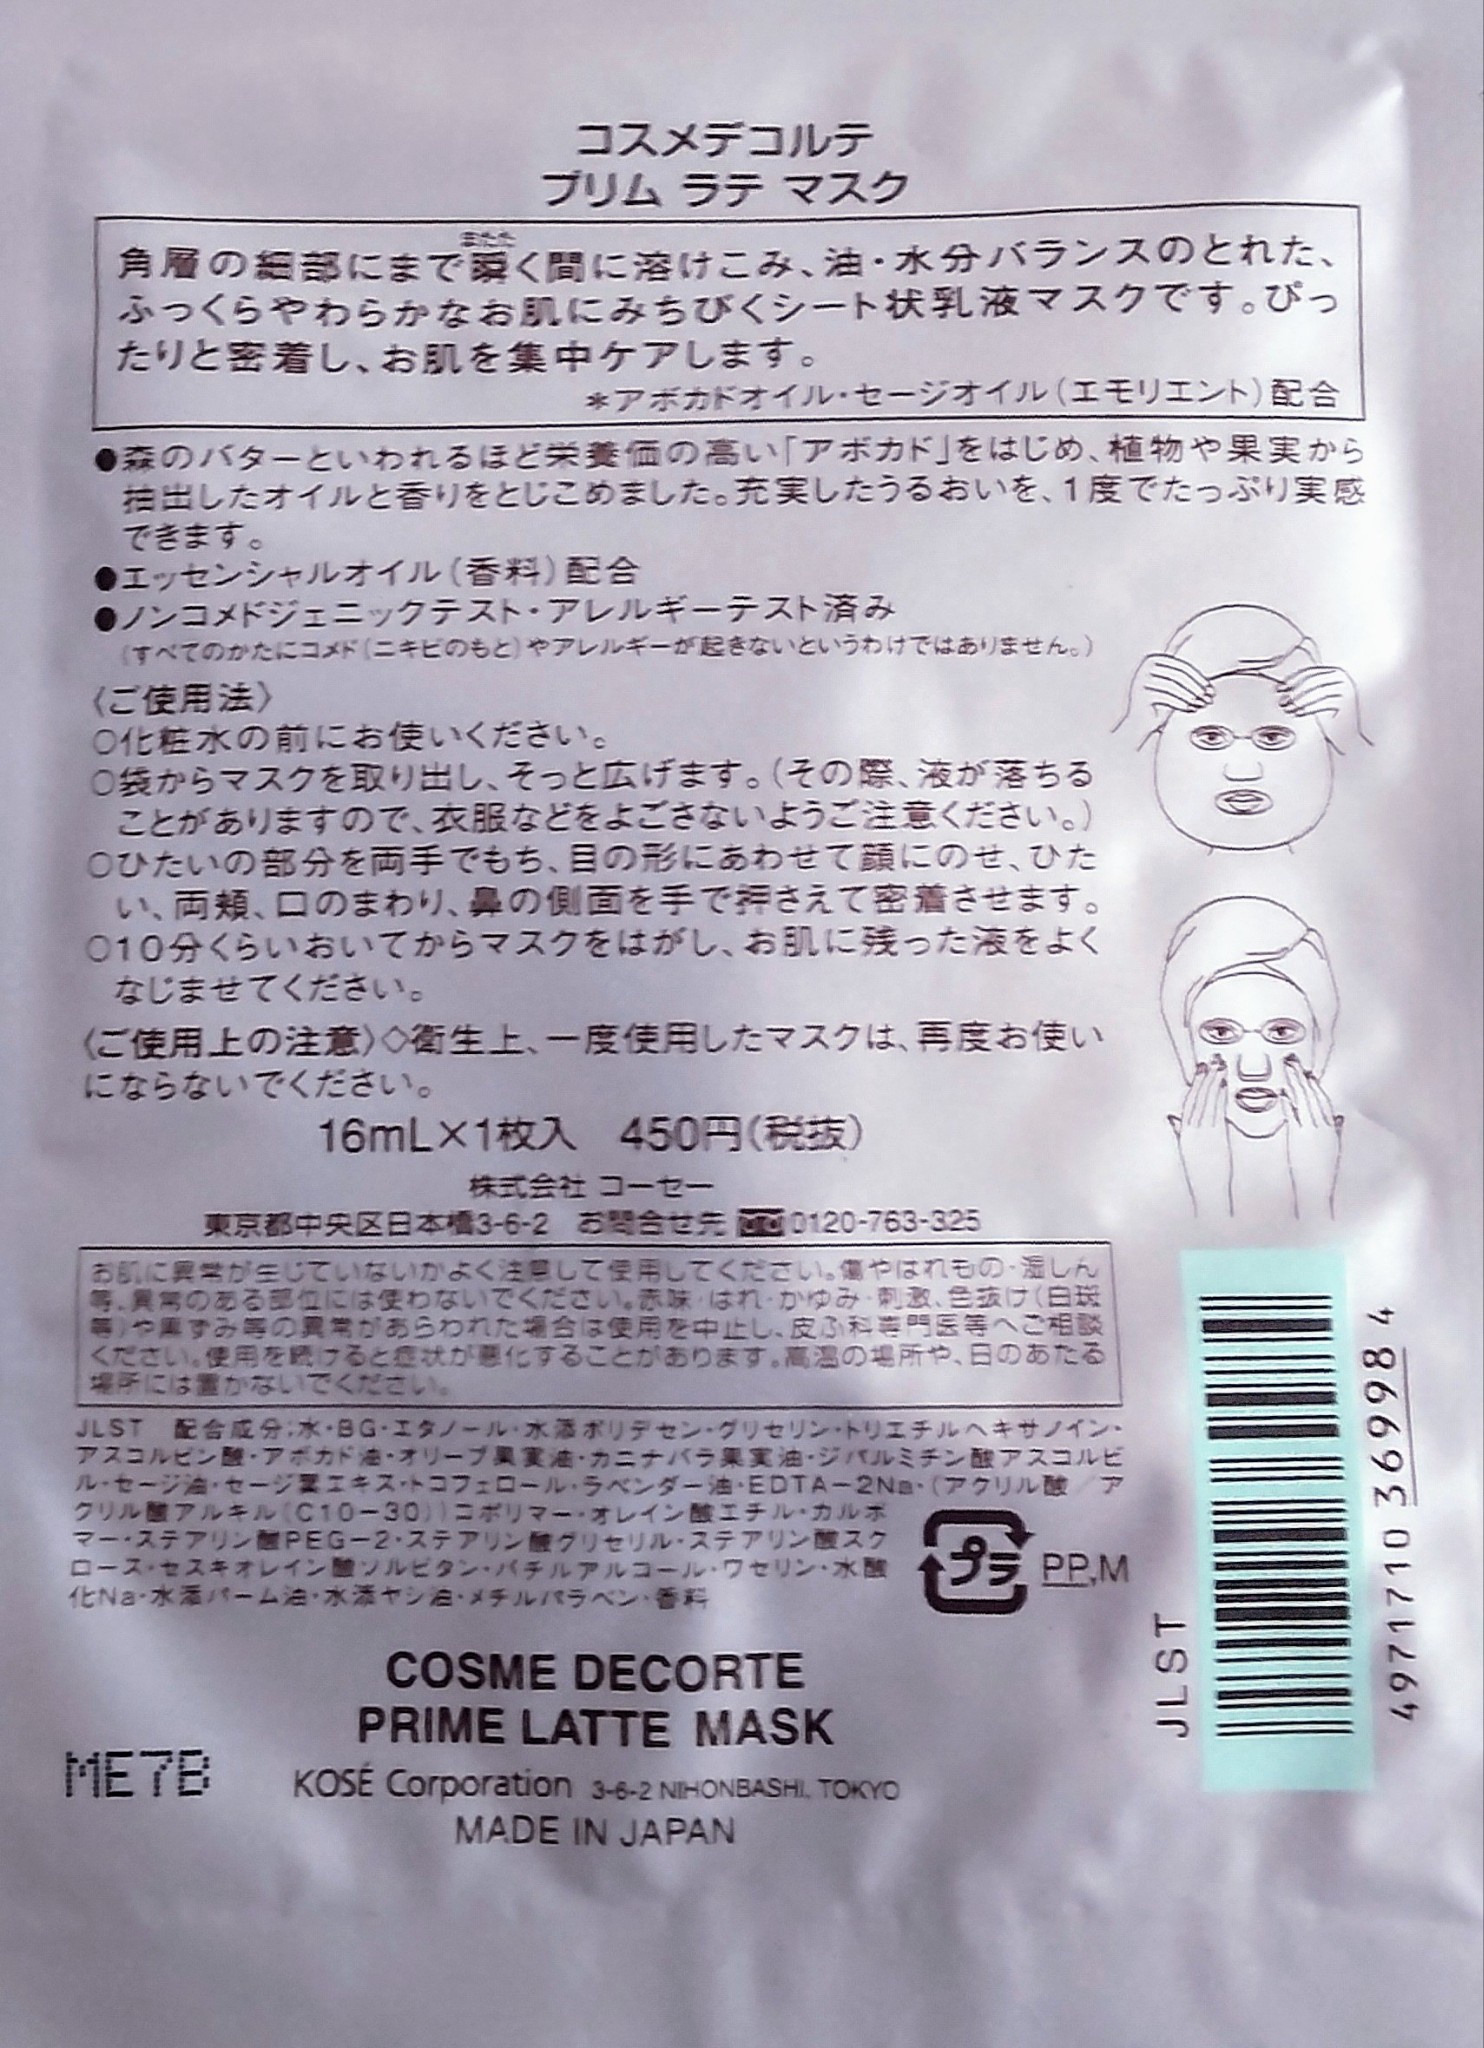 コスメデコルテ
プリム ラテ マスク
またた
角層の細部にまで瞬く間に溶けこみ、油・水分バランスのとれた、
ふっくらやわらかなお肌にみちびくシート状乳液マスクです。ぴっ
たりと密着し、お肌を集中ケアします。
*アボカドオイル・セージオイル(エモリエント)配合
●森のバターといわれるほど栄養価の高い「アボカド」をはじめ、植物や果実から
抽出したオイルと香りをとじこめました。充実したうるおいを、1度でたっぷり実感
できます。
●エッセンシャルオイル(香料)配合
●ノンコメドジェニックテスト・アレルギーテスト済み
(すべてのかたにコメド(ニキビのもと)やアレルギーが起きないというわけではありません。)
〈ご使用法〉
○化粧水の前にお使いください。
○袋からマスクを取り出し、そっと広げます。(その際、液が落ちる
ことがありますので、衣服などをよごさないようご注意ください。)
○ひたいの部分を両手でもち、目の形にあわせて顔にのせ、ひた
い、両頬、口のまわり、鼻の側面を手で押さえて密着させます。
○10分くらいおいてからマスクをはがし、お肌に残った液をよく
なじませてください。
〈ご使用上の注意〉◇衛生上、一度使用したマスクは、再度お使い
にならないでください。
16mL×1枚入 450円(税抜)
株式会社 コーセー
東京都中央区日本橋3-6-2 お問合せ先 0120-763-325
お肌に異常が生じていないかよく注意して使用してください。傷やはれもの・湿しん
等、異常のある部位には使わないでください。赤味・はれ・かゆみ・刺激、色抜け(白斑
等)や黒ずみ等の異常があらわれた場合は使用を中止し、皮ふ科専門医等へご相談
ください。使用を続けると症状が悪化することがあります。高温の場所や、日のあたる
場所には置かないでください。
JLST 配合成分:水・BG・エタノール・水添ポリデセン・グリセリン・トリエチルヘキサノイン・
アスコルビン酸・アボカド油・オリーブ果実油・カニナバラ果実油・ジパルミチン酸アスコルビ
ル・セージ油・セージ葉エキス・トコフェロール・ラベンダー油・EDTA-2Na・(アクリル酸/ア
クリル酸アルキル(C10-30))コポリマー・オレイン酸エチル・カルボ
マー・ステアリン酸PEG-2・ステアリン酸グリセリル・ステアリン酸スク
ロース・セスキオレイン酸ソルビタン・バチルアルコール・ワセリン・水酸
化Na・水添パーム油・水添ヤシ油・メチルパラベン・香料
プラ PP,M
JLST
4971710 369984
COSME DECORTE
PRIME LATTE MASK
ME7B
KOSÉ Corporation 3-6-2 NIHONBASHI, TOKYO
MADE IN JAPAN